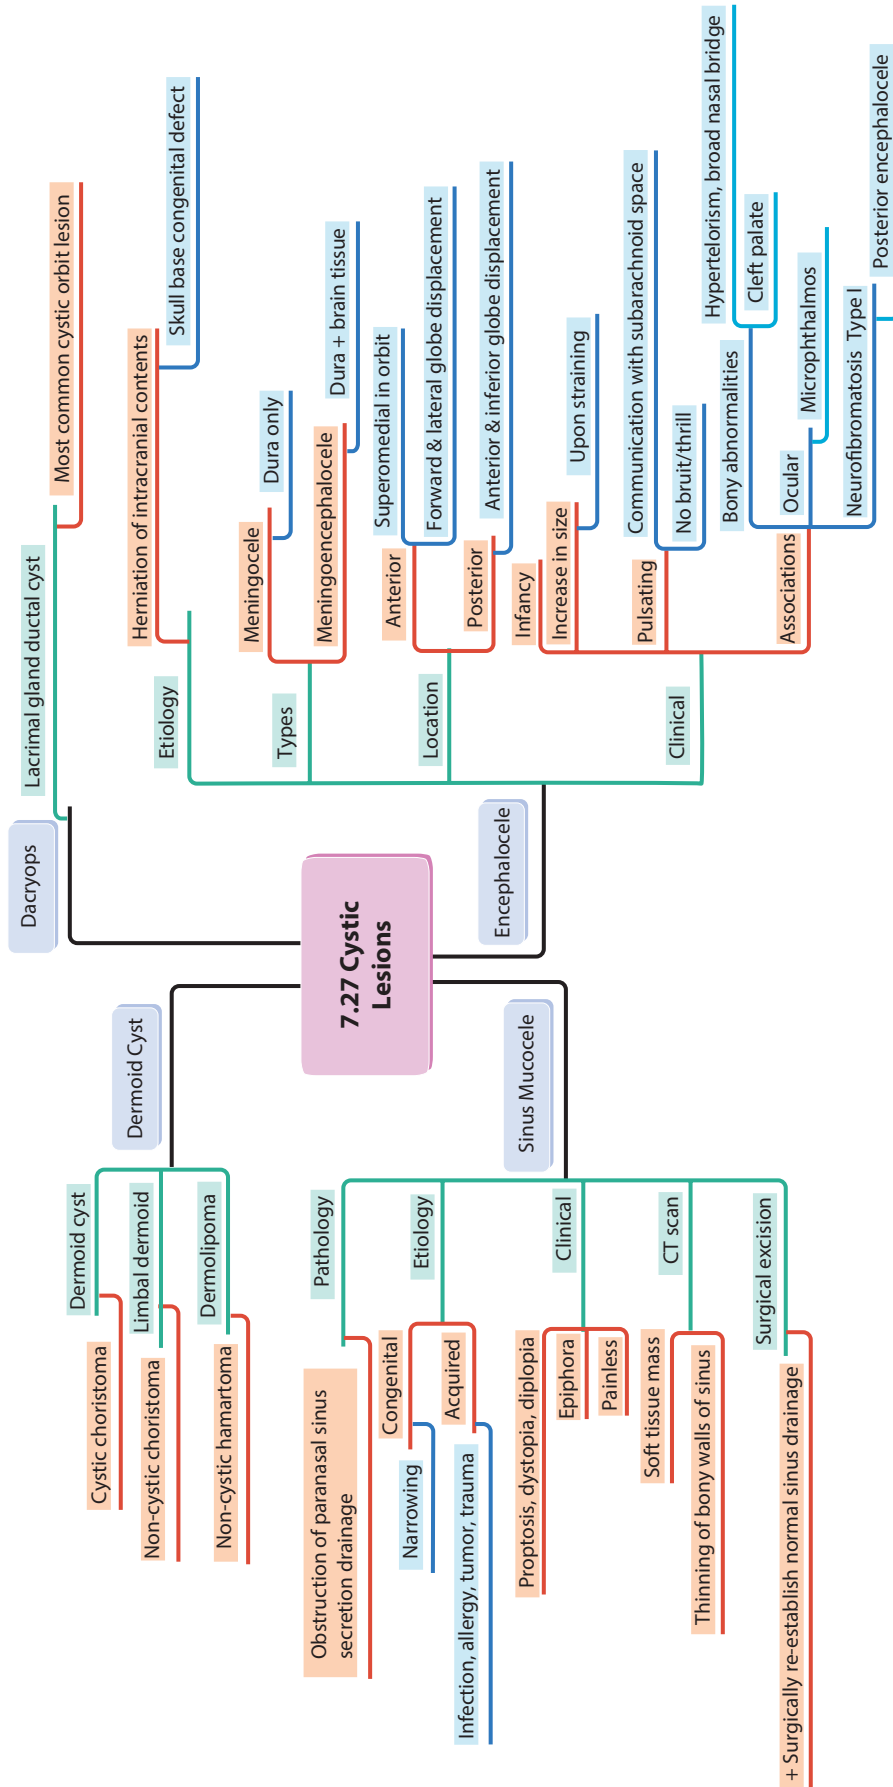 7.27 Cystic
Lesions
Dacryops
Lacrimal gland ductal cyst
Most common cystic orbit lesion
Encephalocele
Etiology
Herniation of intracranial contents
Skull base congenital defect
Types
Meningocele
Dura only
Meningoencephalocele
Dura + brain tissue
Location
Anterior
Superomedial in orbit
Forward & lateral globe displacement
Posterior
Anterior & inferior globe displacement
Clinical
Infancy
Increase in size
Upon straining
Pulsating
Communication with subarachnoid space
No bruit/thrill
Associations
Bony abnormalities
Hypertelorism, broad nasal bridge
Cleft palate
Ocular
Microphthalmos
Neurofibromatosis Type I
Posterior encephalocele
Dermoid Cyst
Dermoid cyst
Cystic choristoma
Limbal dermoid
Non-cystic choristoma
Dermolipoma
Non-cystic hamartoma
Sinus Mucocele
Pathology
Obstruction of paranasal sinus
secretion drainage
Etiology
Congenital
Narrowing
Acquired
Infection, allergy, tumor, trauma
Clinical
Proptosis, dystopia, diplopia
Epiphora
Painless
CT scan
Soft tissue mass
Thinning of bony walls of sinus
Surgical excision
+ Surgically re-establish normal sinus drainage